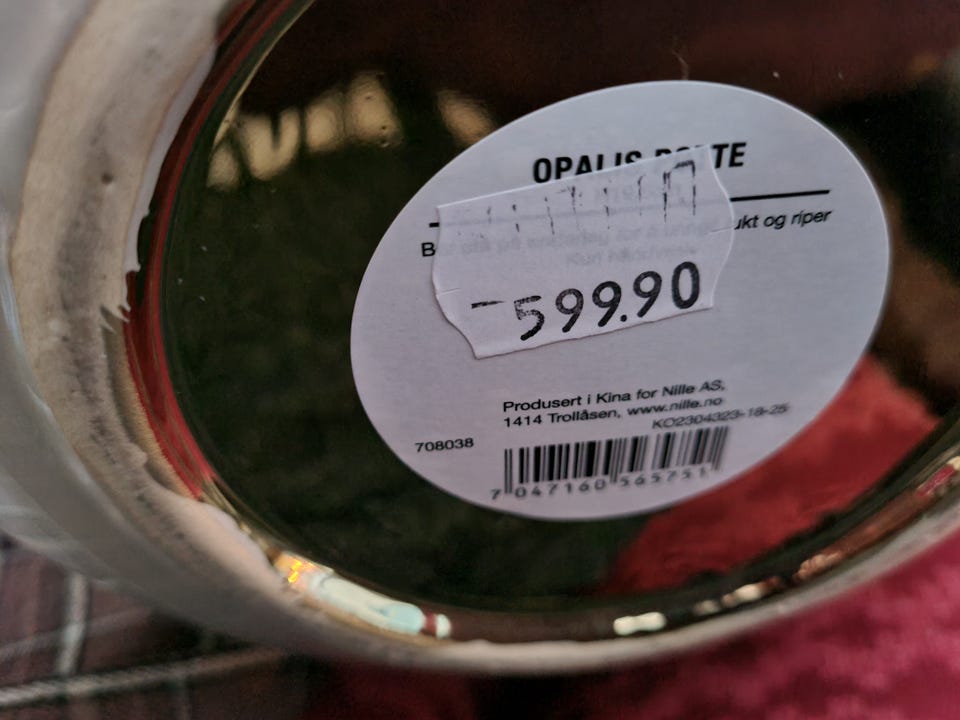 OPALIS
ukt og riper
599.90
Produsert i Kina for Nille AS,
1414 Trollåsen, www.nille.no
KO2304323-18-25
708038
7 047160 565751